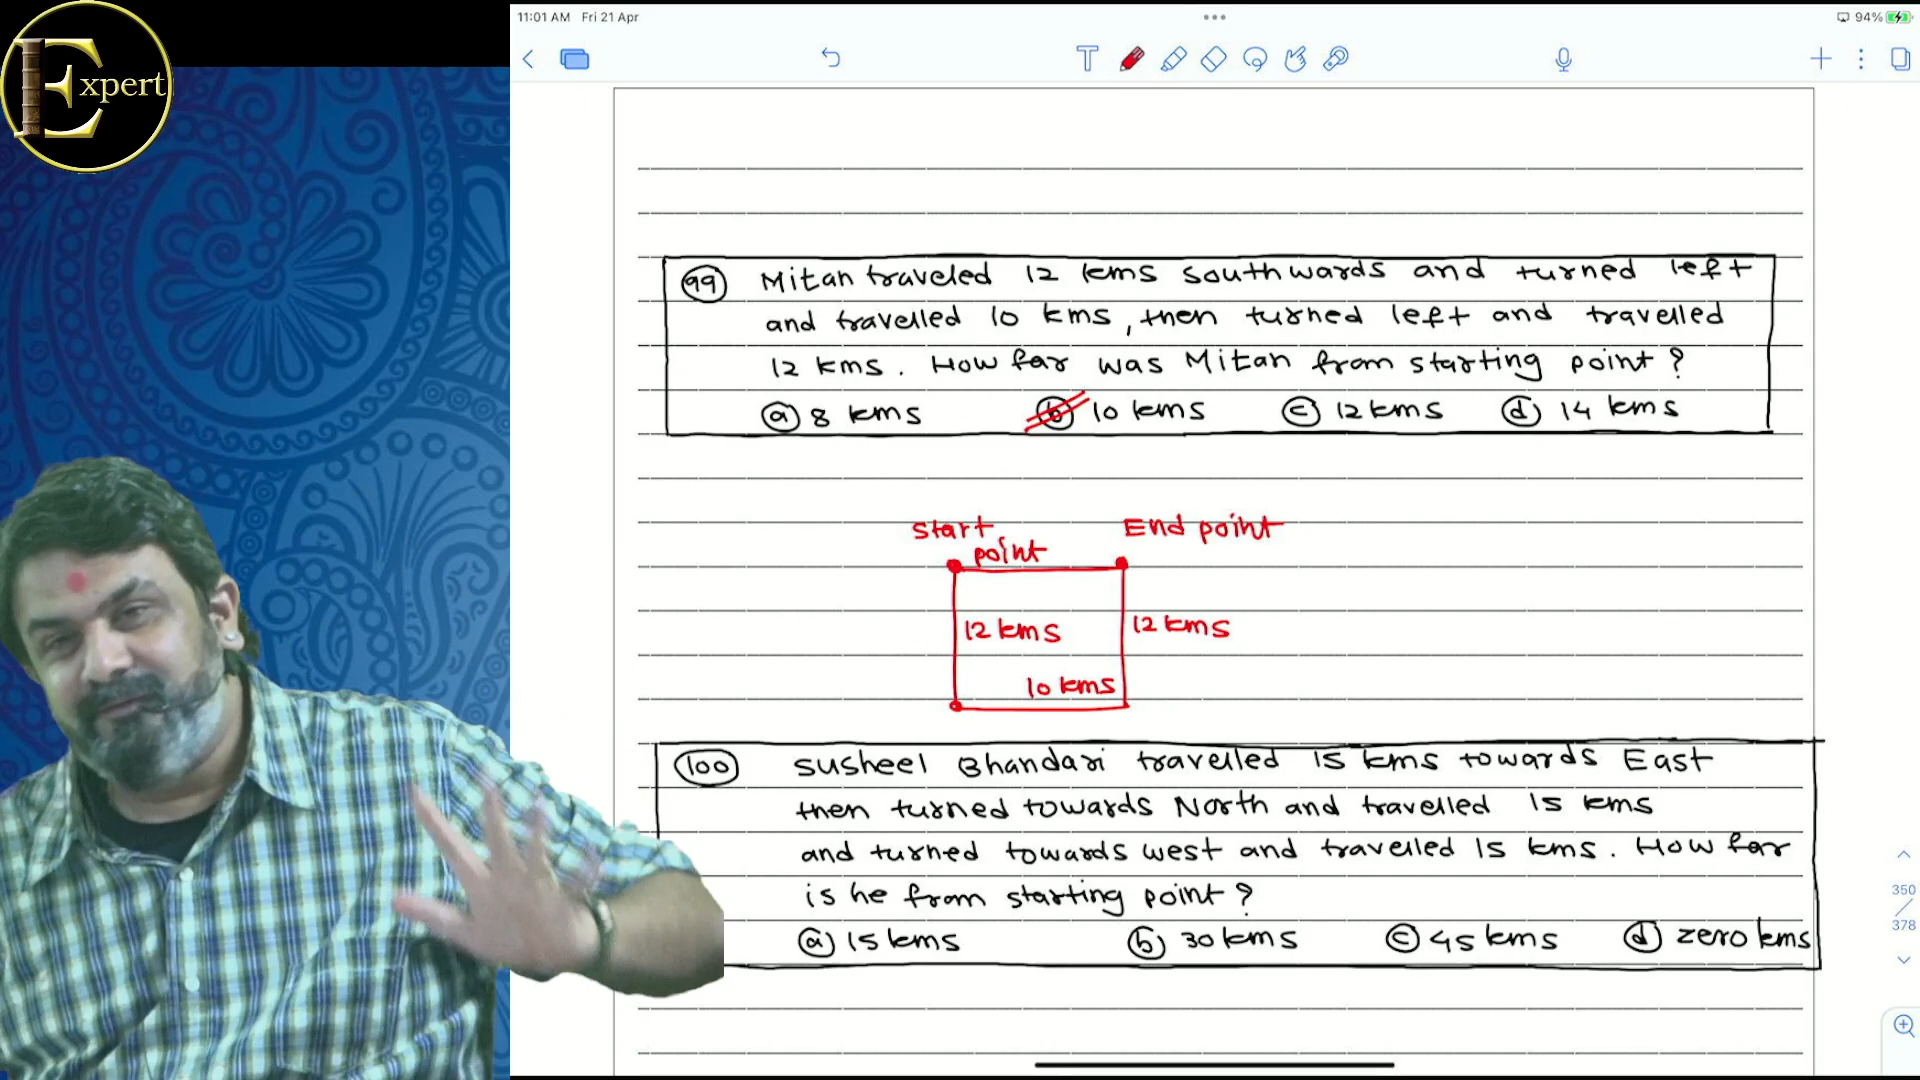 Expert
11:01 AM Fri 21 Apr
94%
99 Mitan traveled 12 kms southwards and turned left
and travelled 10 kms, then turned left and travelled
12 kms. How far was Mitan from starting point?
a 8 kms b 10 kms c 12 kms d 14 kms
Start point
End point
12 kms
12 kms
10 kms
100 Susheel Bhandari travelled 15 kms towards East
then turned towards North and travelled 15 kms
and turned towards west and travelled 15 kms. How far
is he from starting point?
a 15 kms b 30 kms c 45 kms d zero kms
350
378